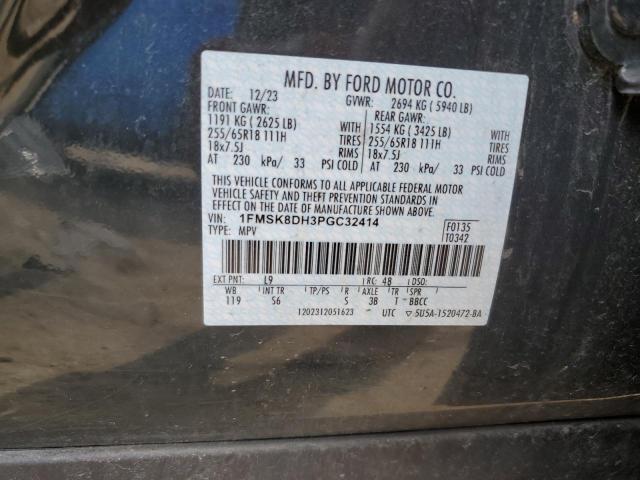 MFD. BY FORD MOTOR CO.
DATE: 12/23 GVWR: 2694 KG ( 5940 LB)
FRONT GAWR: REAR GAWR:
1191 KG ( 2625 LB) WITH 1554 KG ( 3425 LB) WITH
255/65R18 111H TIRES 255/65R18 111H TIRES
18x7.5J RIMS 18x7.5J RIMS
AT 230 kPa/ 33 PSI COLD AT 230 kPa/ 33 PSI COLD
THIS VEHICLE CONFORMS TO ALL APPLICABLE FEDERAL MOTOR
VEHICLE SAFETY AND THEFT PREVENTION STANDARDS IN
EFFECT ON THE DATE OF MANUFACTURE SHOWN ABOVE.
VIN: 1FMSK8DH3PGC32414 F0135
TYPE: MPV T0342
EXT PNT: L9 RC: 48 DSO:
WB INT TR TP/PS R AXLE TR SPR
119 S6 S 3B T BBCC
1202312051623 UTC ▽ 5U5A-1520472-BA